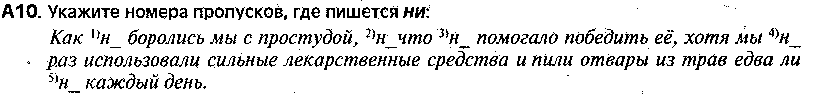 А10. Укажите номера пропусков, где пишется ни:
Как ¹⁾н_ боролись мы с простудой, ²⁾н_что ³⁾н_ помогало победить её, хотя мы ⁴⁾н_
раз использовали сильные лекарственные средства и пили отвары из трав едва ли
⁵⁾н_ каждый день.